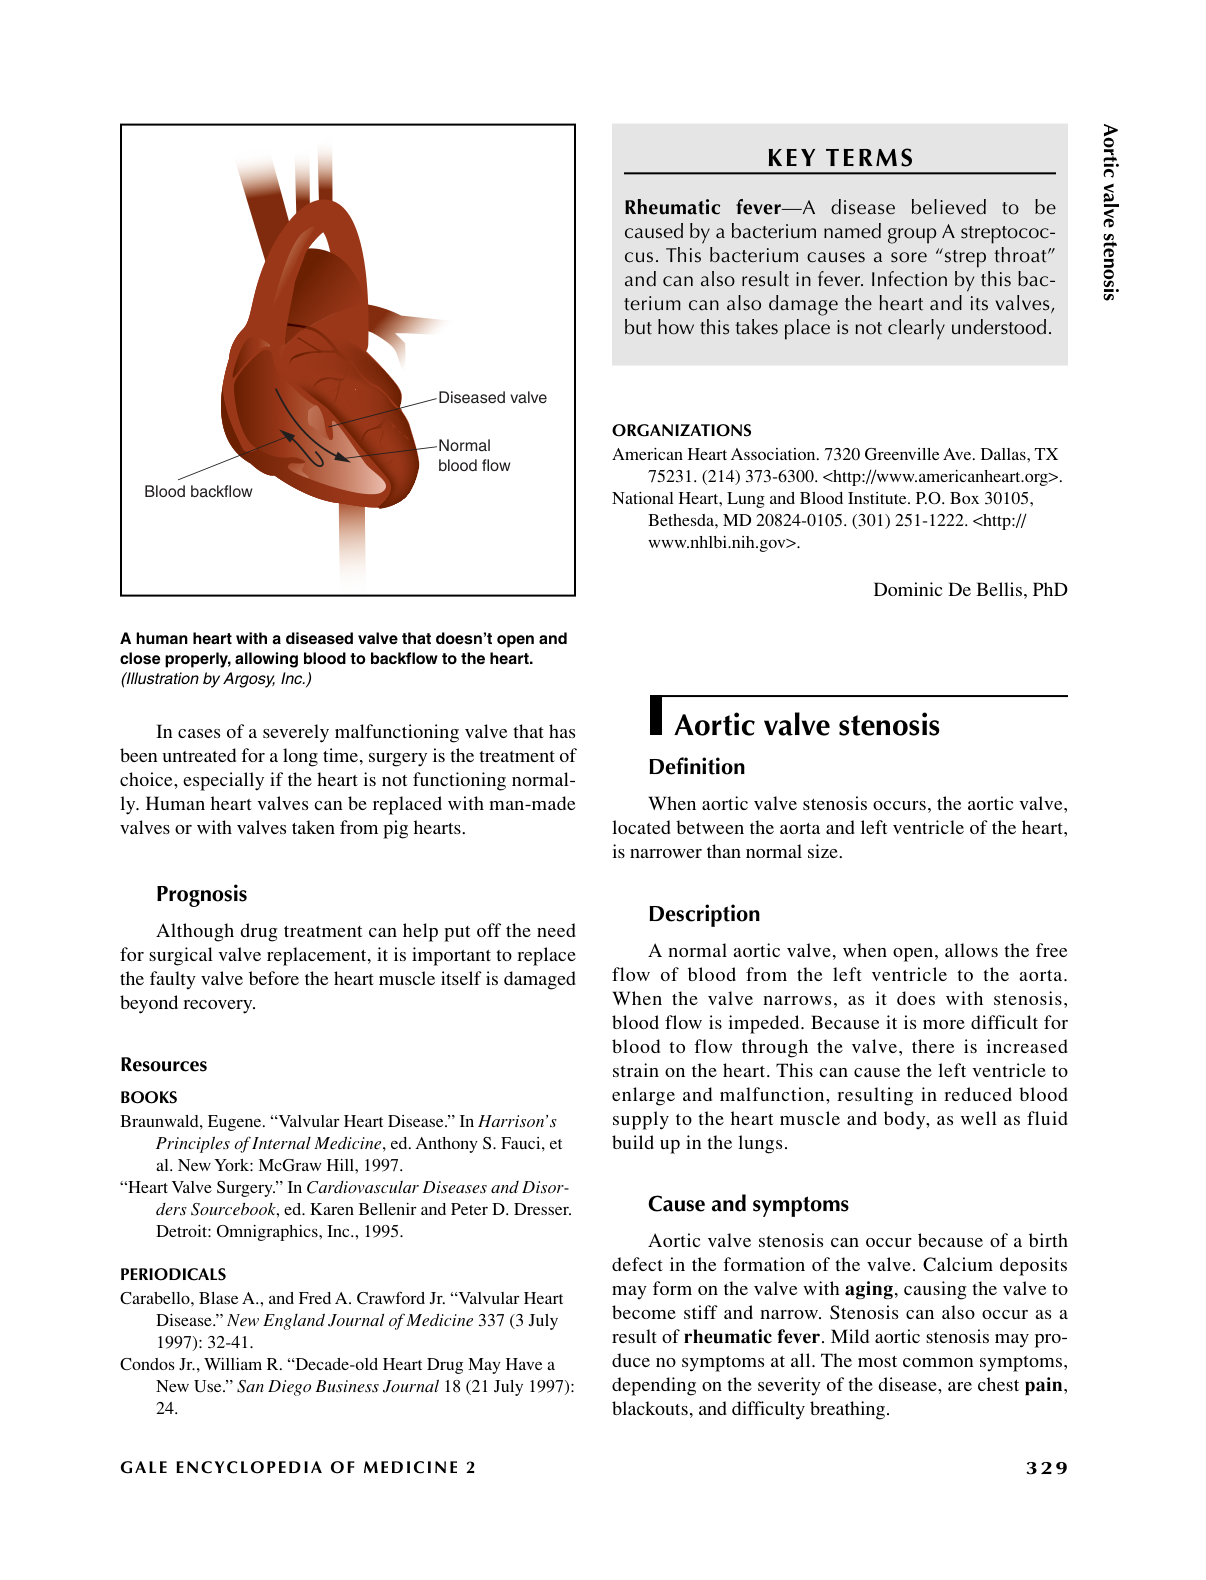 Diseased valve
Normal
blood flow
Blood backflow
A human heart with a diseased valve that doesn’t open and
close properly, allowing blood to backflow to the heart.
(Illustration by Argosy, Inc.)
In cases of a severely malfunctioning valve that has
been untreated for a long time, surgery is the treatment of
choice, especially if the heart is not functioning normal-
ly. Human heart valves can be replaced with man-made
valves or with valves taken from pig hearts.
Prognosis
Although drug treatment can help put off the need
for surgical valve replacement, it is important to replace
the faulty valve before the heart muscle itself is damaged
beyond recovery.
Resources
BOOKS
Braunwald, Eugene. “Valvular Heart Disease.” In Harrison’s
Principles of Internal Medicine, ed. Anthony S. Fauci, et
al. New York: McGraw Hill, 1997.
“Heart Valve Surgery.” In Cardiovascular Diseases and Disor-
ders Sourcebook, ed. Karen Bellenir and Peter D. Dresser.
Detroit: Omnigraphics, Inc., 1995.
PERIODICALS
Carabello, Blase A., and Fred A. Crawford Jr. “Valvular Heart
Disease.” New England Journal of Medicine 337 (3 July
1997): 32-41.
Condos Jr., William R. “Decade-old Heart Drug May Have a
New Use.” San Diego Business Journal 18 (21 July 1997):
24.
KEY TERMS
Rheumatic fever—A disease believed to be
caused by a bacterium named group A streptococ-
cus. This bacterium causes a sore “strep throat”
and can also result in fever. Infection by this bac-
terium can also damage the heart and its valves,
but how this takes place is not clearly understood.
ORGANIZATIONS
American Heart Association. 7320 Greenville Ave. Dallas, TX
75231. (214) 373-6300. <http://www.americanheart.org>.
National Heart, Lung and Blood Institute. P.O. Box 30105,
Bethesda, MD 20824-0105. (301) 251-1222. <http://
www.nhlbi.nih.gov>.
Dominic De Bellis, PhD
Aortic valve stenosis
Definition
When aortic valve stenosis occurs, the aortic valve,
located between the aorta and left ventricle of the heart,
is narrower than normal size.
Description
A normal aortic valve, when open, allows the free
flow of blood from the left ventricle to the aorta.
When the valve narrows, as it does with stenosis,
blood flow is impeded. Because it is more difficult for
blood to flow through the valve, there is increased
strain on the heart. This can cause the left ventricle to
enlarge and malfunction, resulting in reduced blood
supply to the heart muscle and body, as well as fluid
build up in the lungs.
Cause and symptoms
Aortic valve stenosis can occur because of a birth
defect in the formation of the valve. Calcium deposits
may form on the valve with aging, causing the valve to
become stiff and narrow. Stenosis can also occur as a
result of rheumatic fever. Mild aortic stenosis may pro-
duce no symptoms at all. The most common symptoms,
depending on the severity of the disease, are chest pain,
blackouts, and difficulty breathing.
Aortic valve stenosis
GALE ENCYCLOPEDIA OF MEDICINE 2
329